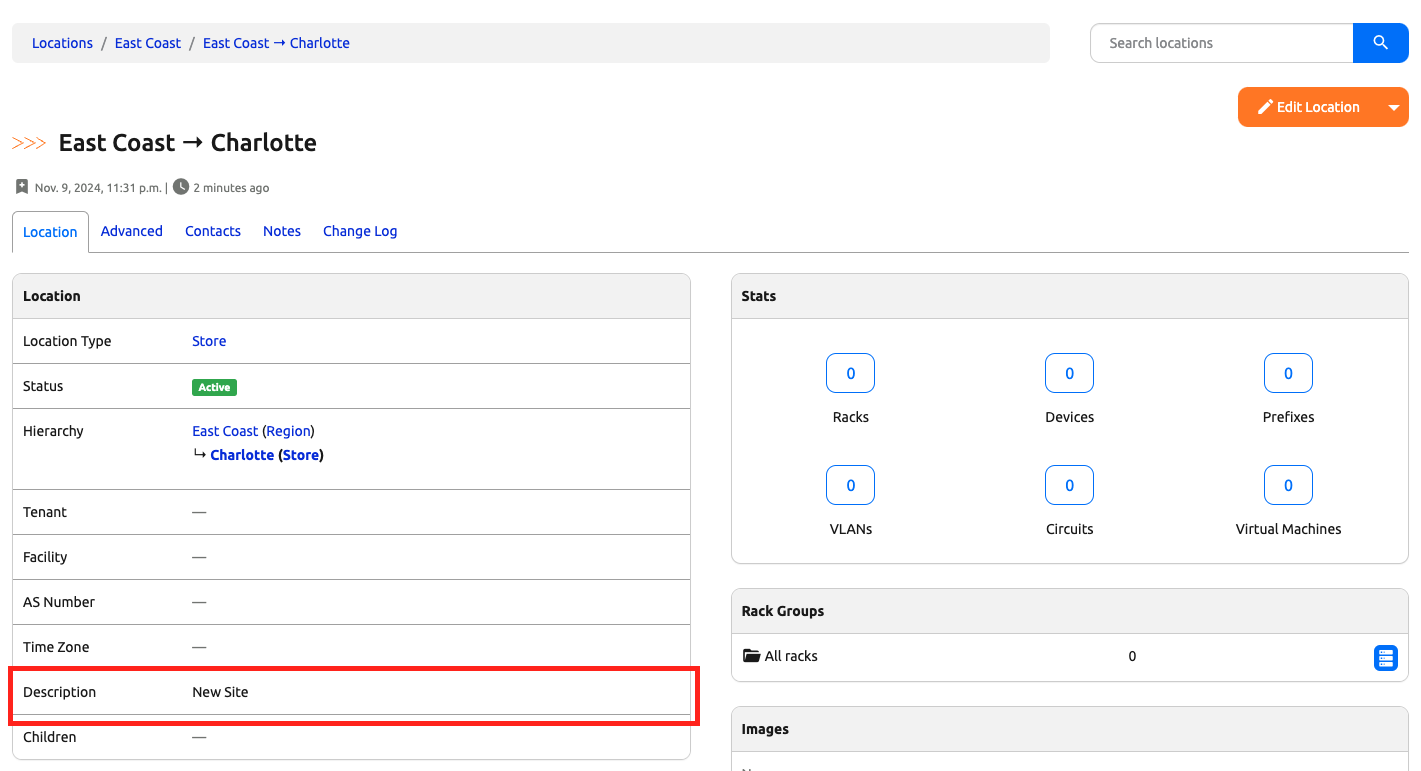 Locations / East Coast / East Coast → Charlotte
Search locations
Edit Location
>>> East Coast → Charlotte
Nov. 9, 2024, 11:31 p.m. | 2 minutes ago
Location Advanced Contacts Notes Change Log
Location
Location Type Store
Status Active
Hierarchy East Coast (Region)
↳ Charlotte (Store)
Tenant —
Facility —
AS Number —
Time Zone —
Description New Site
Children —
Stats
0 0 0
Racks Devices Prefixes
0 0 0
VLANs Circuits Virtual Machines
Rack Groups
All racks 0
Images